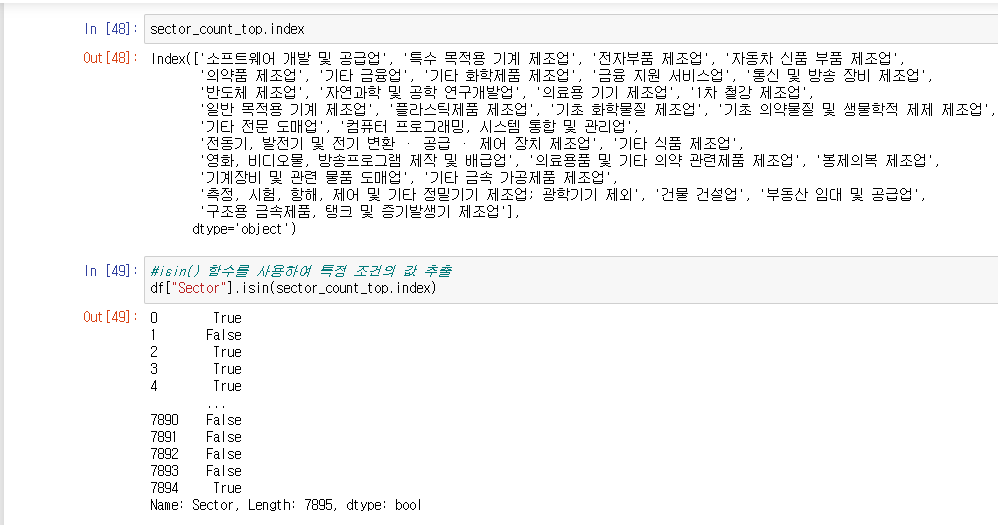 In [48]: sector_count_top.index
Out[48]: Index(['소프트웨어 개발 및 공급업', '특수 목적용 기계 제조업', '전자부품 제조업', '자동차 신품 부품 제조업',
'의약품 제조업', '기타 금융업', '기타 화학제품 제조업', '금융 지원 서비스업', '통신 및 방송 장비 제조업',
'반도체 제조업', '자연과학 및 공학 연구개발업', '의료용 기기 제조업', '1차 철강 제조업',
'일반 목적용 기계 제조업', '플라스틱제품 제조업', '기초 화학물질 제조업', '기초 의약물질 및 생물학적 제제 제조업',
'기타 전문 도매업', '컴퓨터 프로그래밍, 시스템 통합 및 관리업',
'전동기, 발전기 및 전기 변환 · 공급 · 제어 장치 제조업', '기타 식품 제조업',
'영화, 비디오물, 방송프로그램 제작 및 배급업', '의료용품 및 기타 의약 관련제품 제조업', '봉제의복 제조업',
'기계장비 및 관련 물품 도매업', '기타 금속 가공제품 제조업',
'측정, 시험, 항해, 제어 및 기타 정밀기기 제조업; 광학기기 제외', '건물 건설업', '부동산 임대 및 공급업',
'구조용 금속제품, 탱크 및 증기발생기 제조업'],
dtype='object')
In [49]: #isin() 함수를 사용하여 특정 조건의 값 추출
df["Sector"].isin(sector_count_top.index)
Out[49]: 0 True
1 False
2 True
3 True
4 True
...
7890 False
7891 False
7892 False
7893 False
7894 True
Name: Sector, Length: 7895, dtype: bool